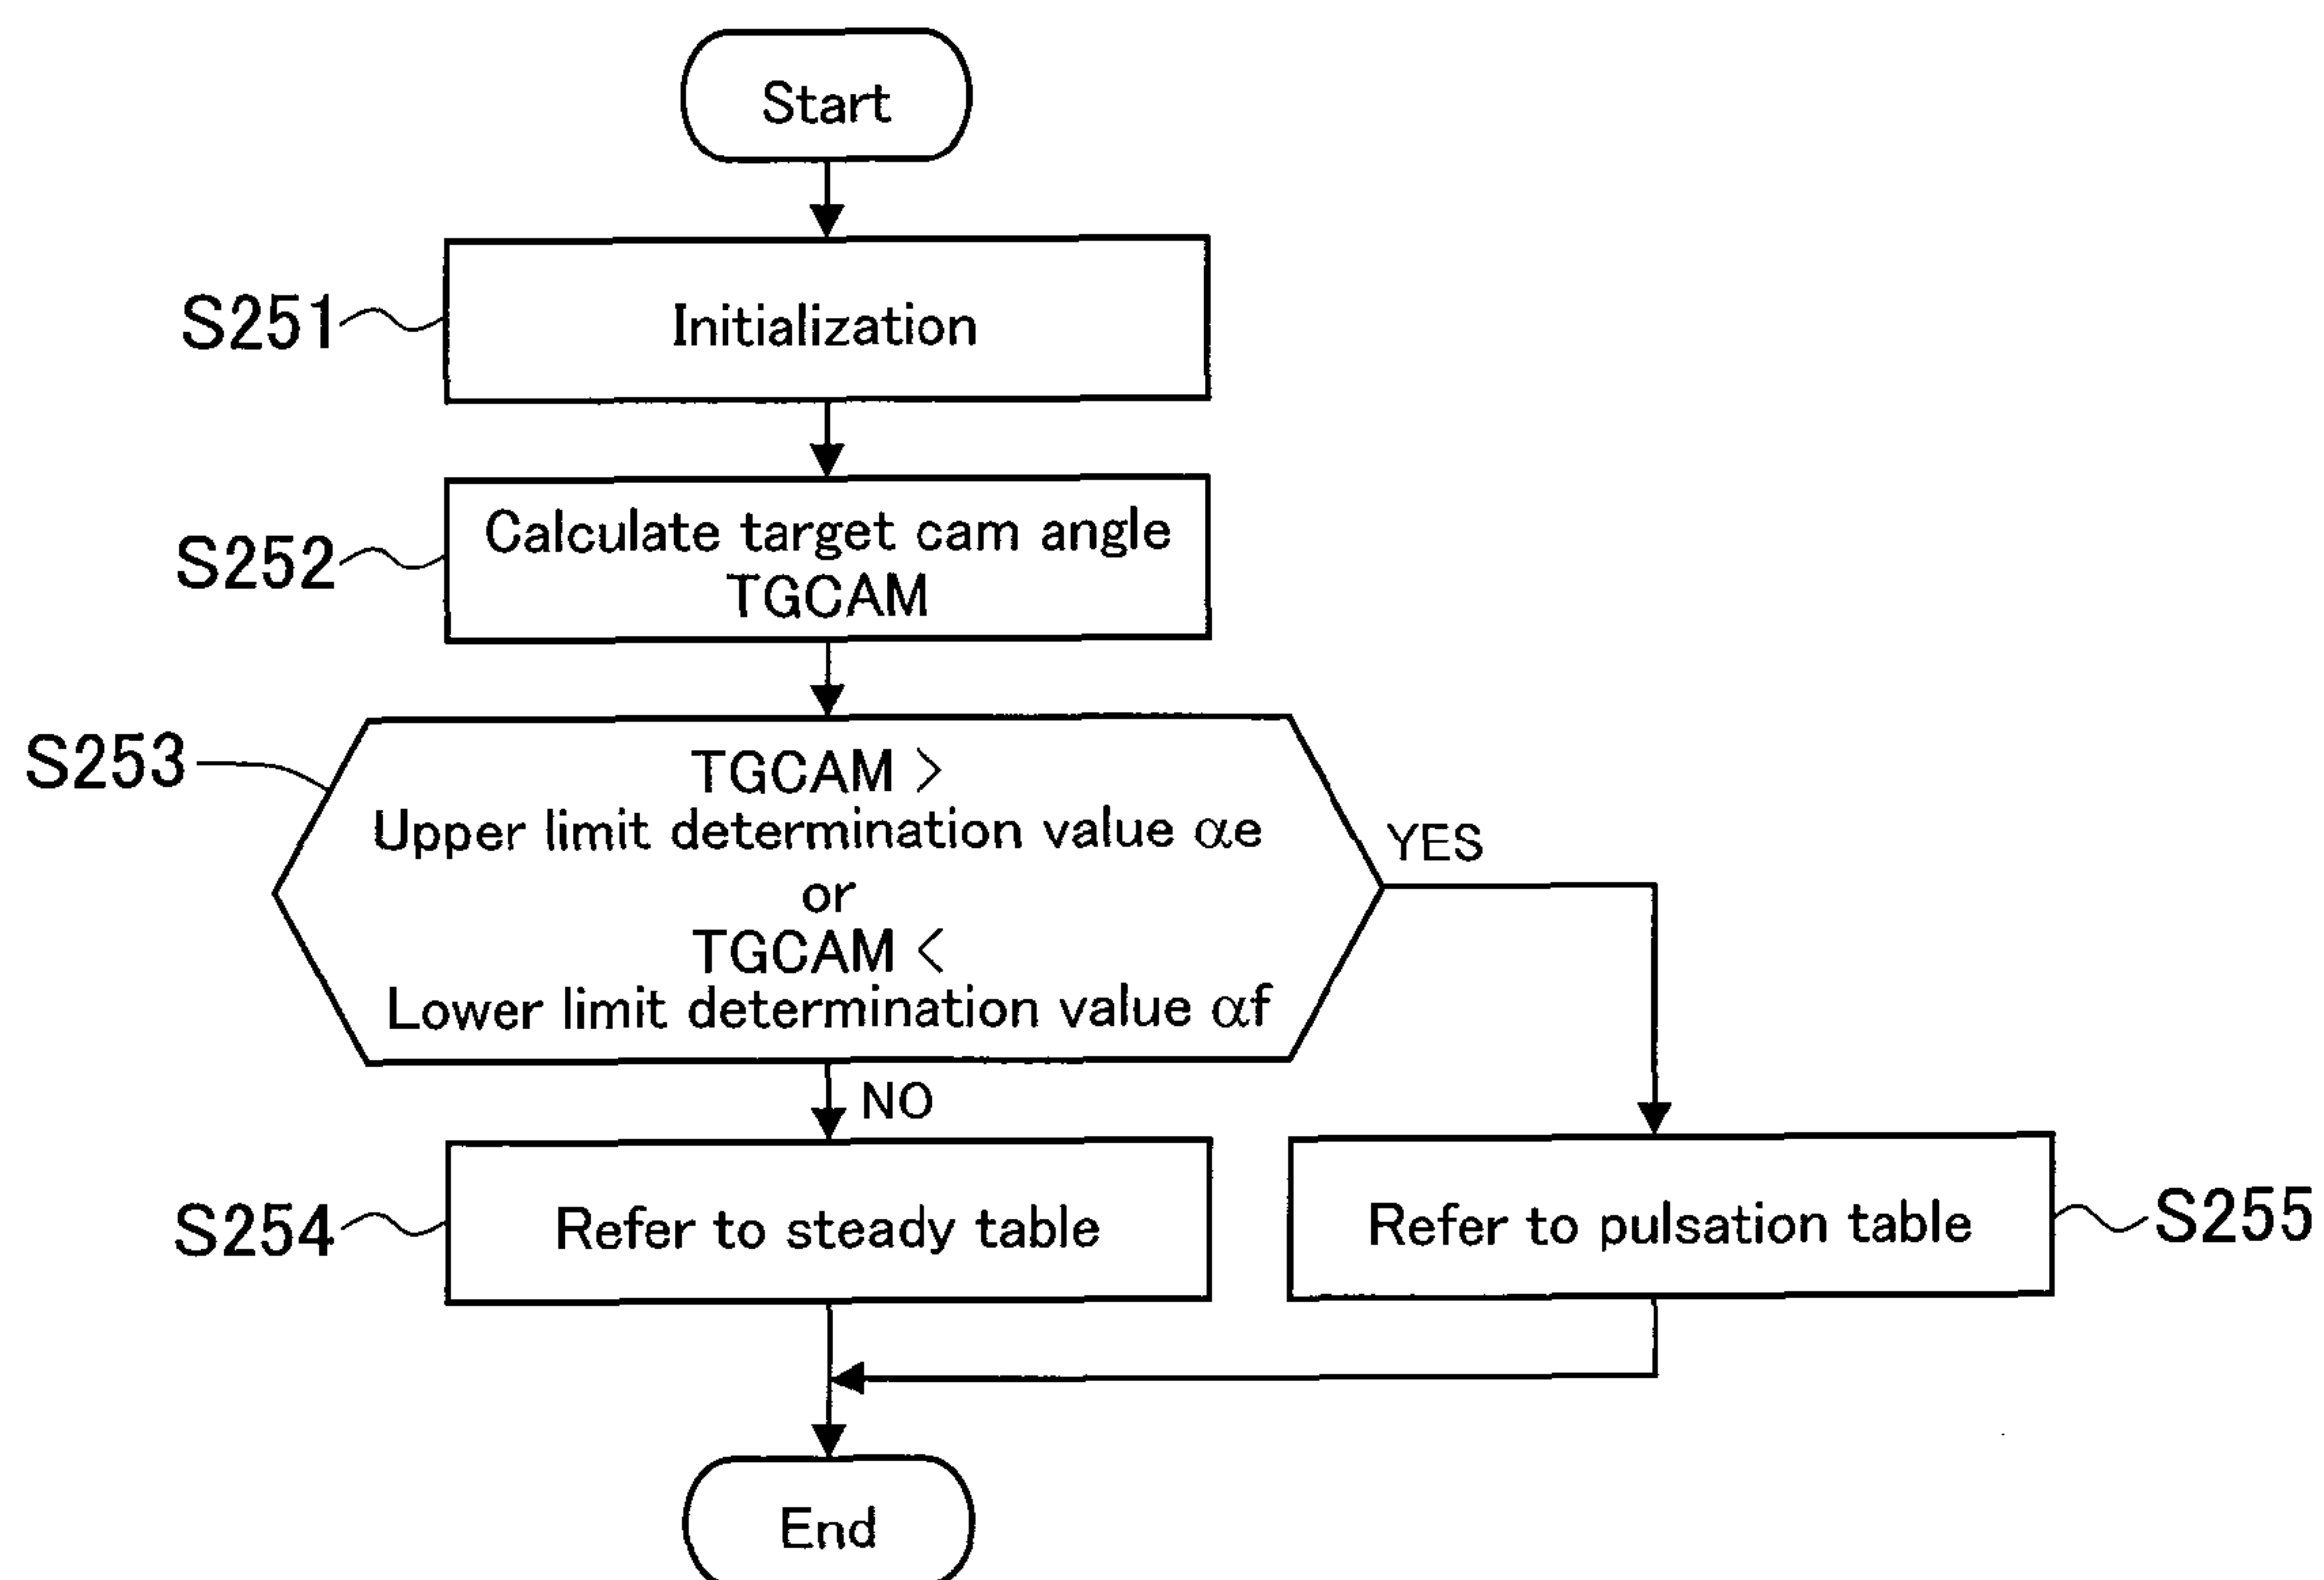 Start
S251
Initialization
S252
Calculate target cam angle
TGCAM
S253
TGCAM >
Upper limit determination value αe
or
TGCAM <
Lower limit determination value αf
YES
NO
S254
Refer to steady table
Refer to pulsation table
S255
End